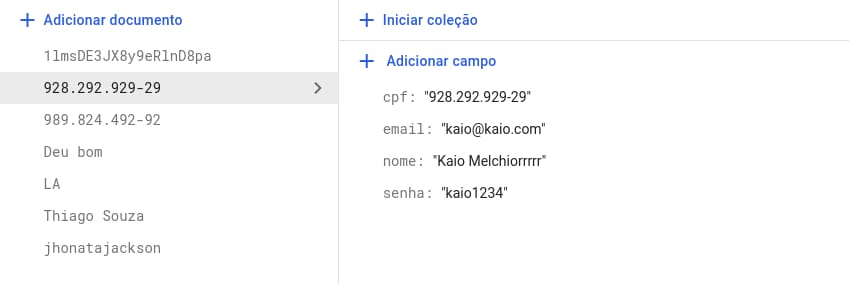 Adicionar documento
1lmsDE3JX8y9eRlnD8pa
928.292.929-29
989.824.492-92
Deu bom
LA
Thiago Souza
jhonatajackson
Iniciar coleção
Adicionar campo
cpf: "928.292.929-29"
email: "kaio@kaio.com"
nome: "Kaio Melchiorrrrr"
senha: "kaio1234"